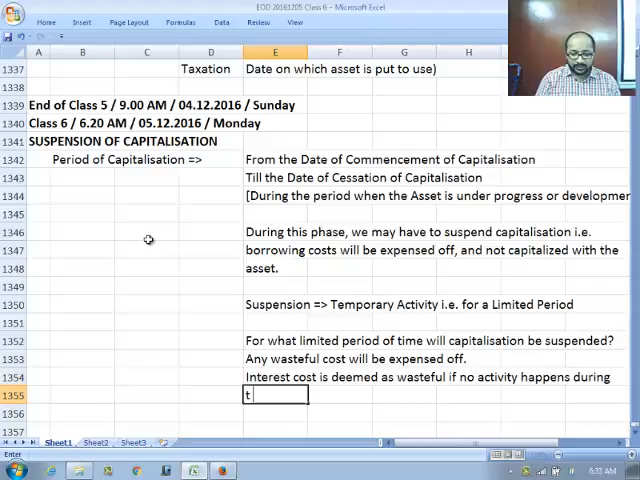 EOD 20161205 Class 6 - Microsoft Excel
Home Insert Page Layout Formulas Data Review View
A B C D E F G H
1337 Taxation Date on which asset is put to use)
1338
1339 End of Class 5 / 9.00 AM / 04.12.2016 / Sunday
1340 Class 6 / 6.20 AM / 05.12.2016 / Monday
1341 SUSPENSION OF CAPITALISATION
1342 Period of Capitalisation => From the Date of Commencement of Capitalisation
1343 Till the Date of Cessation of Capitalisation
1344 [During the period when the Asset is under progress or developmen
1345
1346 During this phase, we may have to suspend capitalisation i.e.
1347 borrowing costs will be expensed off, and not capitalized with the
1348 asset.
1349
1350 Suspension => Temporary Activity i.e. for a Limited Period
1351
1352 For what limited period of time will capitalisation be suspended?
1353 Any wasteful cost will be expensed off.
1354 Interest cost is deemed as wasteful if no activity happens during
1355 t
1356
1357
Sheet1 Sheet2 Sheet3
Enter
6:33 AM